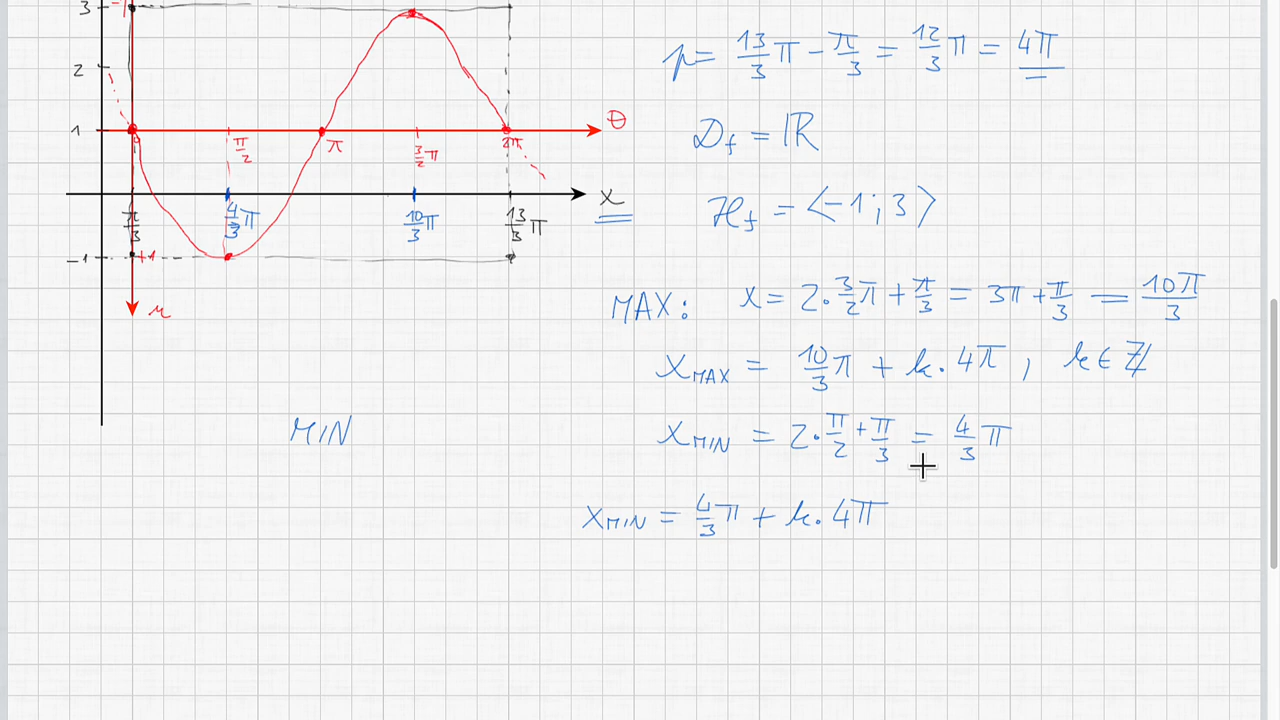 3 -1
2
1 0 π/2 π 3/2 π 2π θ
x
π/3 4/3 π 10/3 π 13/3 π
-1 +1
u
MIN
p = 13/3 π - π/3 = 12/3 π = 4π
D_f = ℝ
H_f = ⟨-1; 3⟩
MAX: x = 2·3/2 π + π/3 = 3π + π/3 = 10π/3
x_MAX = 10/3 π + k·4π, k∈ℤ
x_MIN = 2·π/2 + π/3 = 4/3 π
x_MIN = 4/3 π + k·4π